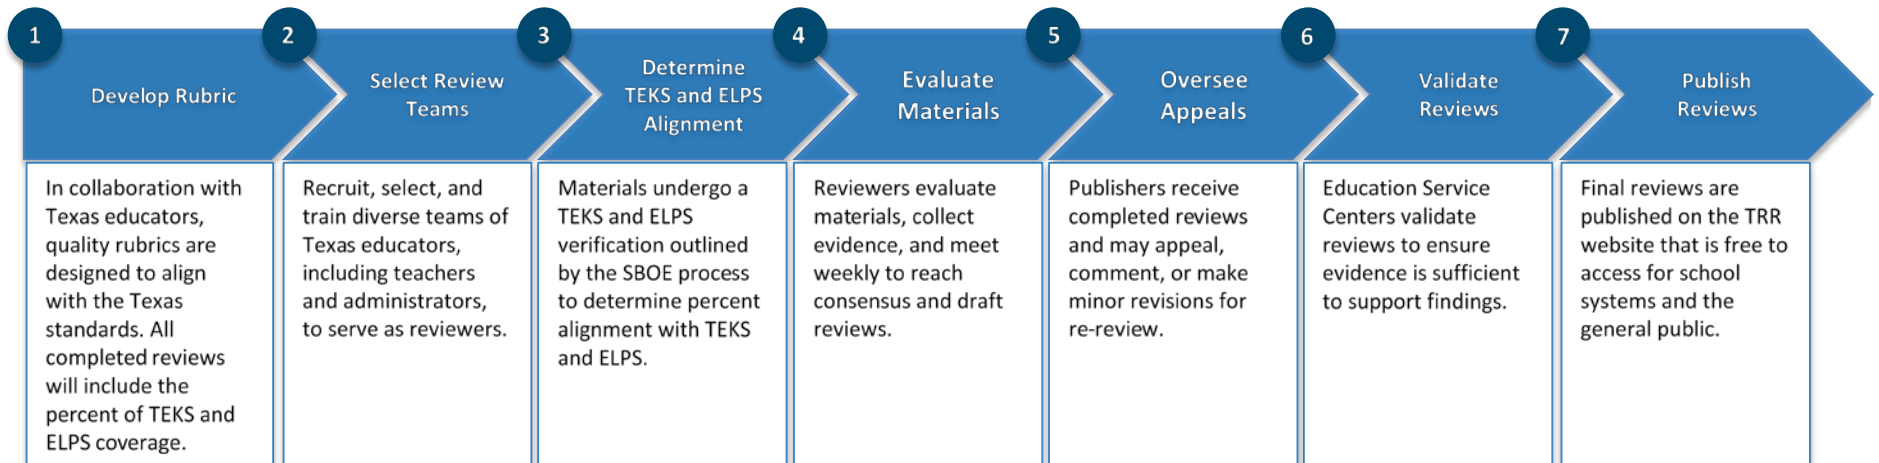 1
Develop Rubric
In collaboration with
Texas educators,
quality rubrics are
designed to align
with the Texas
standards. All
completed reviews
will include the
percent of TEKS and
ELPS coverage.
2
Select Review
Teams
Recruit, select, and
train diverse teams of
Texas educators,
including teachers
and administrators,
to serve as reviewers.
3
Determine
TEKS and ELPS
Alignment
Materials undergo a
TEKS and ELPS
verification outlined
by the SBOE process
to determine percent
alignment with TEKS
and ELPS.
4
Evaluate
Materials
Reviewers evaluate
materials, collect
evidence, and meet
weekly to reach
consensus and draft
reviews.
5
Oversee
Appeals
Publishers receive
completed reviews
and may appeal,
comment, or make
minor revisions for
re-review.
6
Validate
Reviews
Education Service
Centers validate
reviews to ensure
evidence is sufficient
to support findings.
7
Publish
Reviews
Final reviews are
published on the TRR
website that is free to
access for school
systems and the
general public.